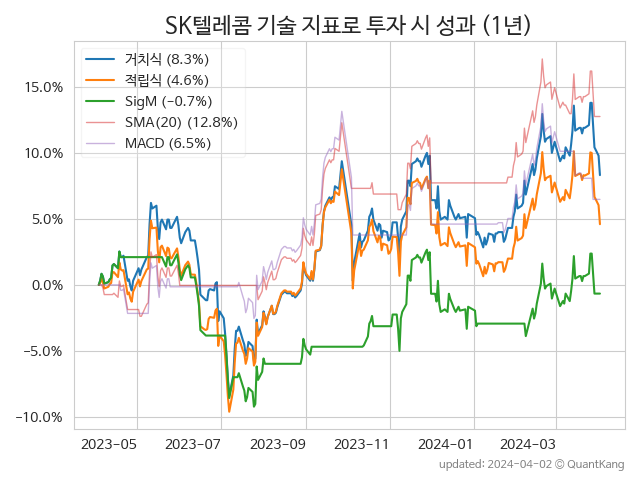 SK텔레콤 기술 지표로 투자 시 성과 (1년)
거치식 (8.3%)
적립식 (4.6%)
SigM (−0.7%)
SMA(20) (12.8%)
MACD (6.5%)
15.0%
10.0%
5.0%
0.0%
−5.0%
−10.0%
2023-05 2023-07 2023-09 2023-11 2024-01 2024-03
updated: 2024-04-02 © QuantKang